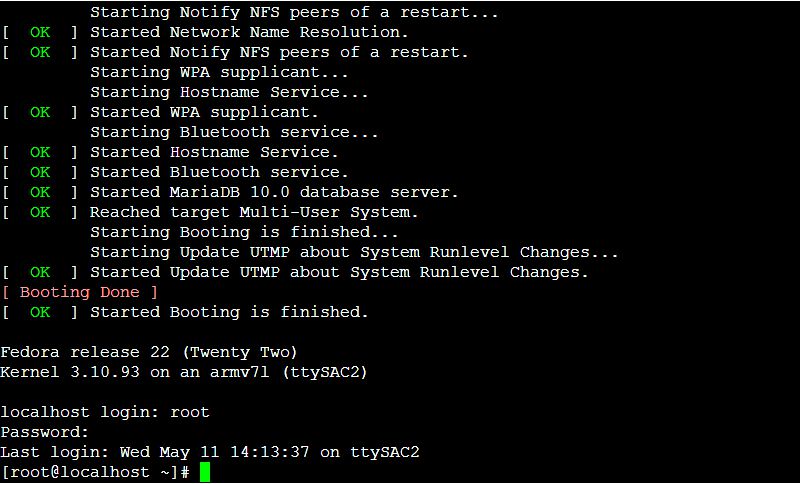 Starting Notify NFS peers of a restart...
[  OK  ] Started Network Name Resolution.
[  OK  ] Started Notify NFS peers of a restart.
         Starting WPA supplicant...
         Starting Hostname Service...
[  OK  ] Started WPA supplicant.
         Starting Bluetooth service...
[  OK  ] Started Hostname Service.
[  OK  ] Started Bluetooth service.
[  OK  ] Started MariaDB 10.0 database server.
[  OK  ] Reached target Multi-User System.
         Starting Booting is finished...
         Starting Update UTMP about System Runlevel Changes...
[  OK  ] Started Update UTMP about System Runlevel Changes.
[ Booting Done ]
[  OK  ] Started Booting is finished.

Fedora release 22 (Twenty Two)
Kernel 3.10.93 on an armv7l (ttySAC2)

localhost login: root
Password:
Last login: Wed May 11 14:13:37 on ttySAC2
[root@localhost ~]#